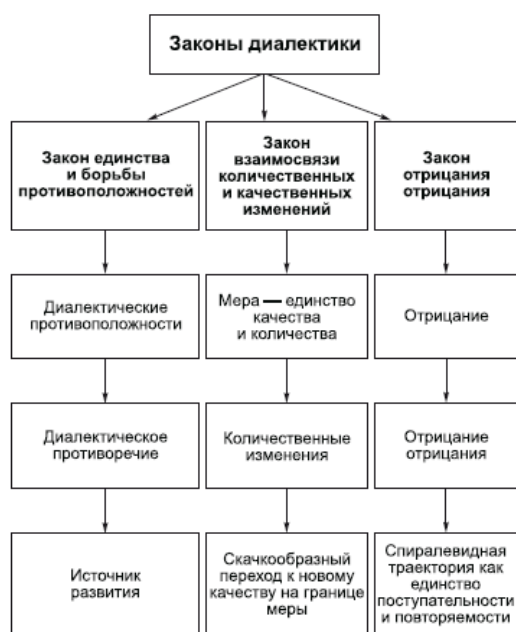 Законы диалектики
Закон единства
и борьбы
противоположностей
Закон
взаимосвязи
количественных
и качественных
изменений
Закон
отрицания
отрицания
Диалектические
противоположности
Мера — единство
качества
и количества
Отрицание
Диалектическое
противоречие
Количественные
изменения
Отрицание
отрицания
Источник
развития
Скачкообразный
переход к новому
качеству на границе
меры
Спиралевидная
траектория как
единство
поступательности
и повторяемости